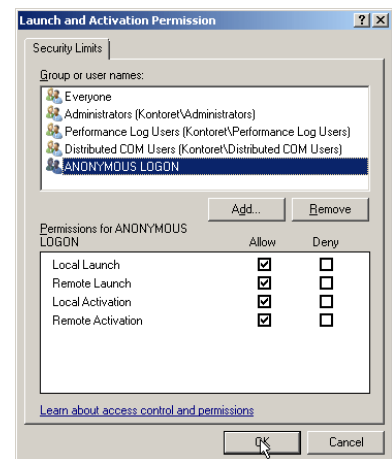 Launch and Activation Permission
Security Limits
Group or user names:
Everyone
Administrators (Kontoret\Administrators)
Performance Log Users (Kontoret\Performance Log Users)
Distributed COM Users (Kontoret\Distributed COM Users)
ANONYMOUS LOGON
Add... Remove
Permissions for ANONYMOUS
LOGON Allow Deny
Local Launch
Remote Launch
Local Activation
Remote Activation
Learn about access control and permissions
OK Cancel